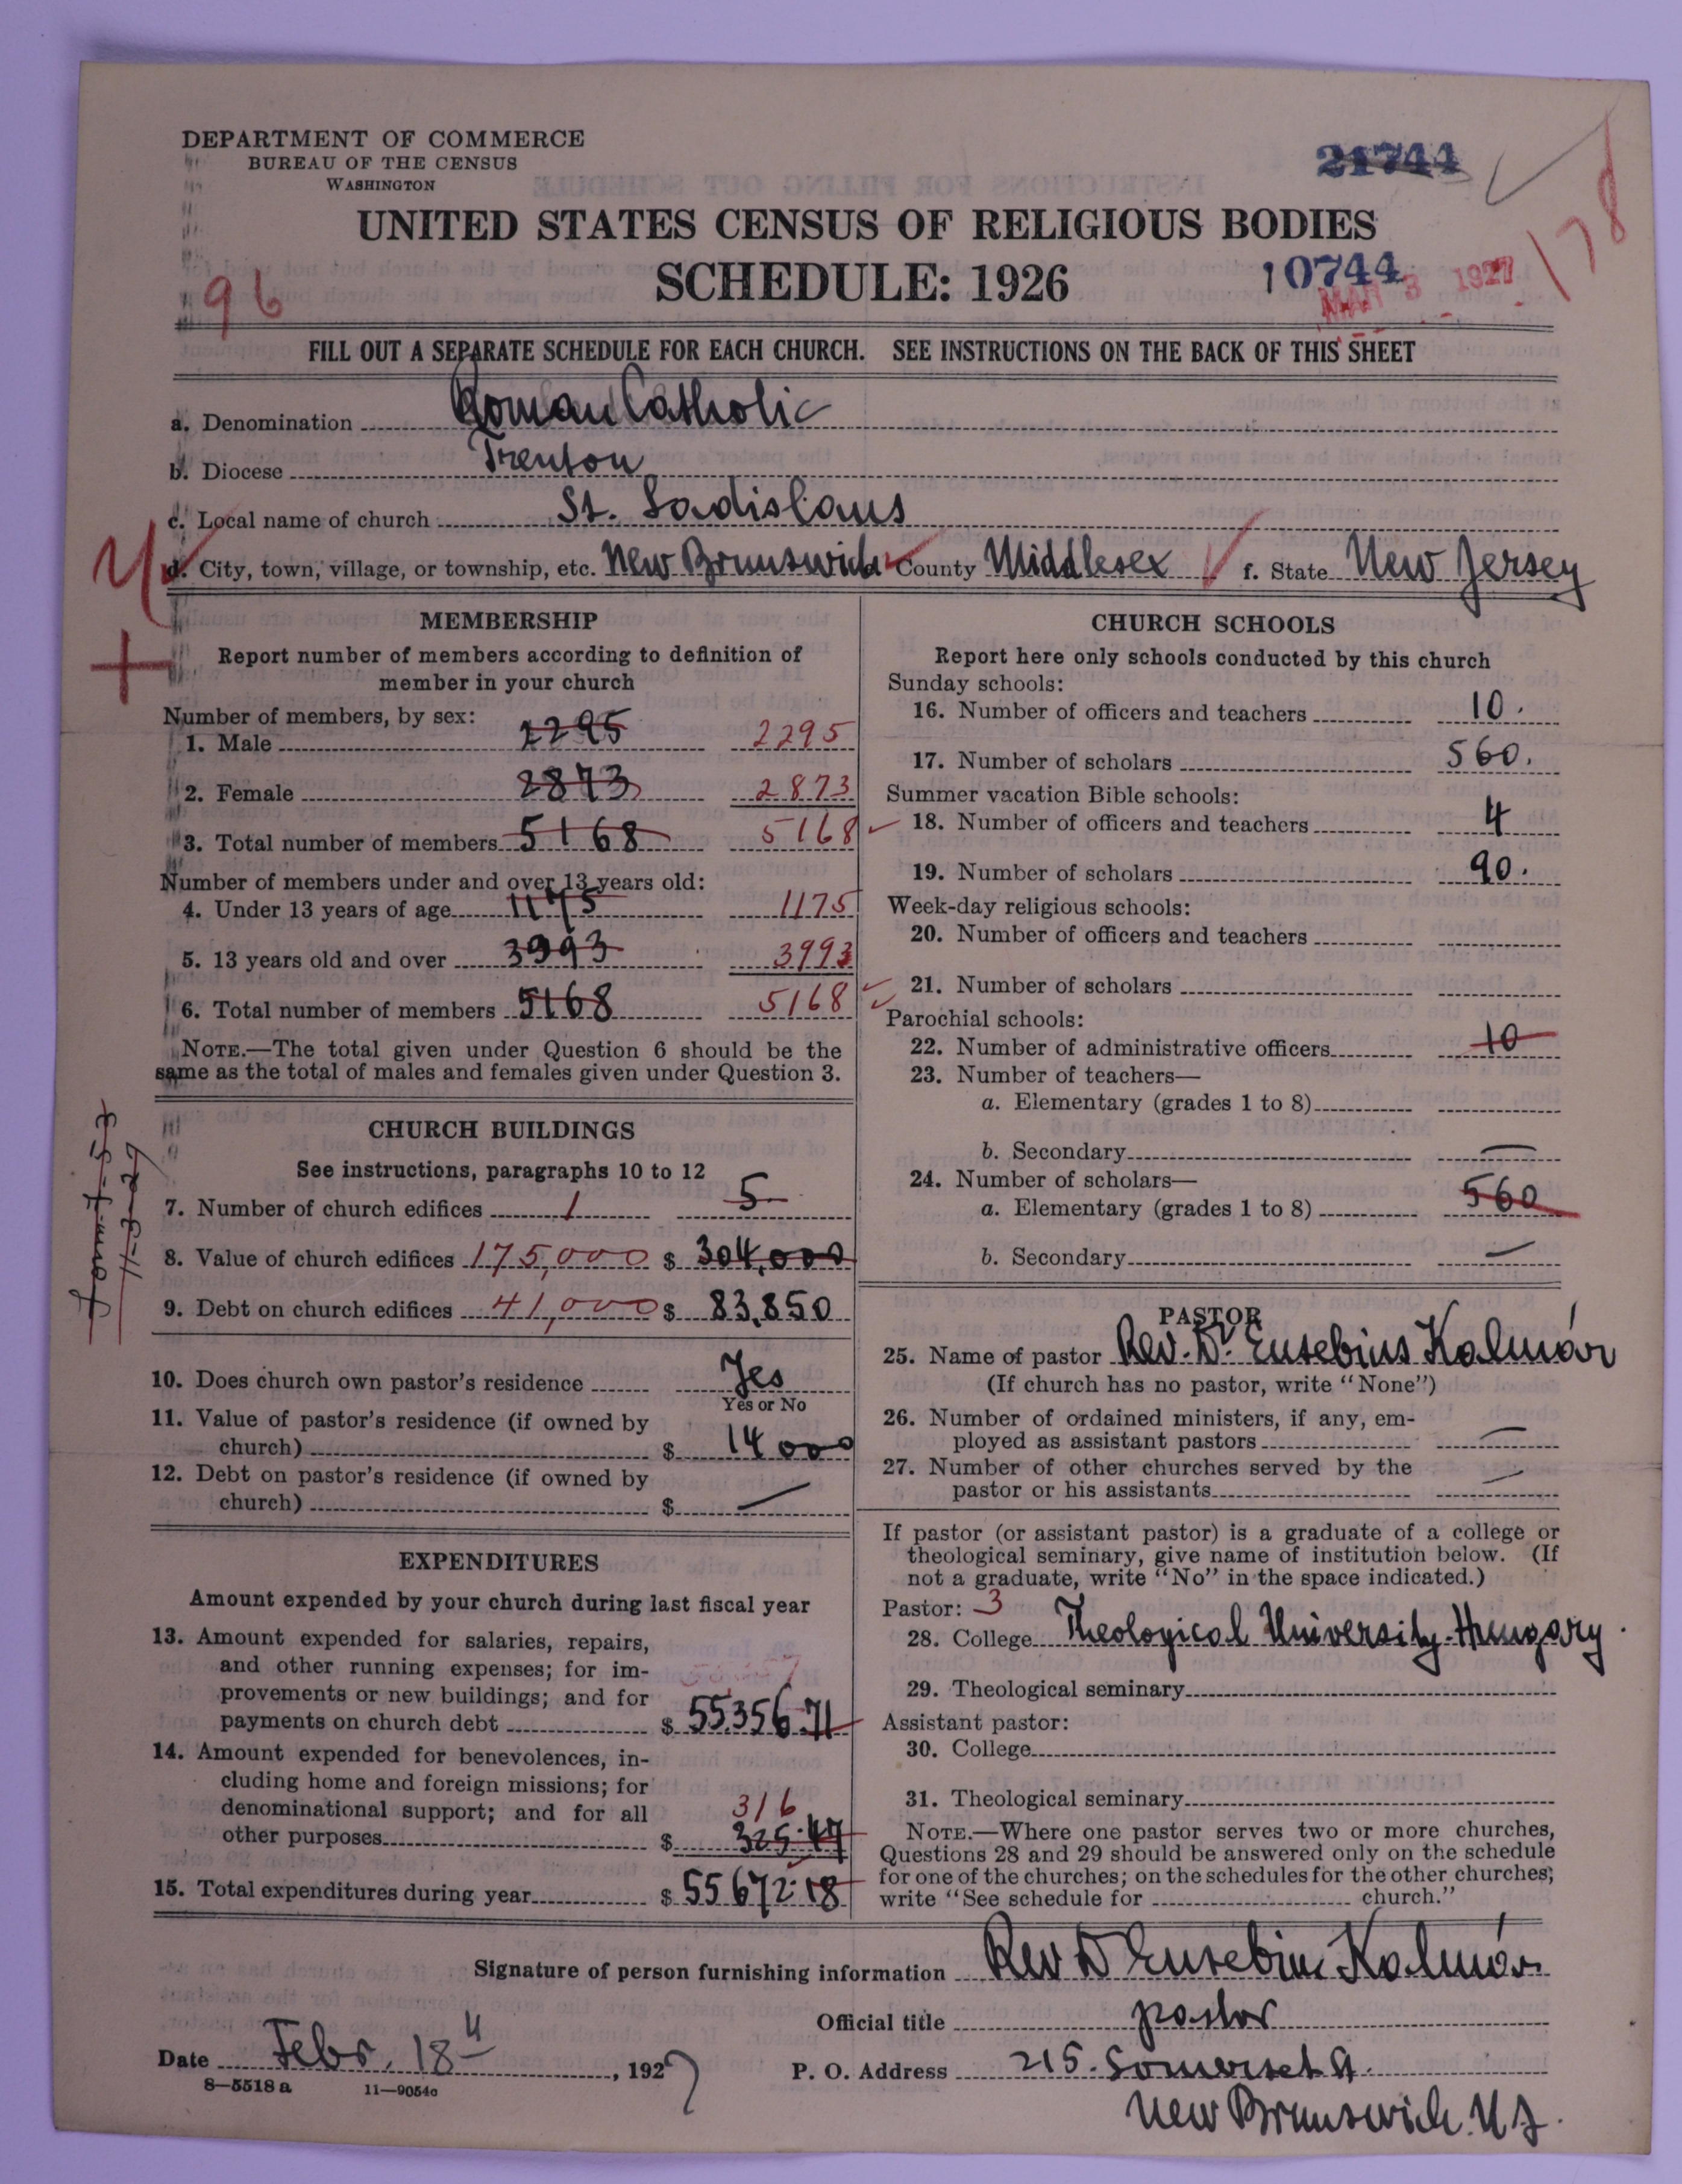 DEPARTMENT OF COMMERCE
BUREAU OF THE CENSUS
WASHINGTON
21744
UNITED STATES CENSUS OF RELIGIOUS BODIES
178
SCHEDULE: 1926
10744
MAR 3 1927
96
FILL OUT A SEPARATE SCHEDULE FOR EACH CHURCH. SEE INSTRUCTIONS ON THE BACK OF THIS SHEET
a. Denomination Roman Catholic
b. Diocese Trenton
c. Local name of church St. Ladislaus
d. City, town, village, or township, etc. New Brunswick County Middlesex f. State New Jersey
MEMBERSHIP
Report number of members according to definition of
member in your church
Number of members, by sex:
1. Male 2295 2295
2. Female 2873 2873
3. Total number of members 5168 5168
Number of members under and over 13 years old:
4. Under 13 years of age 1175 1175
5. 13 years old and over 3993 3993
6. Total number of members 5168 5168
NOTE.—The total given under Question 6 should be the
same as the total of males and females given under Question 3.
CHURCH BUILDINGS
See instructions, paragraphs 10 to 12
7. Number of church edifices 1 5
8. Value of church edifices 175,000 $ 304,000
9. Debt on church edifices 41,000 $ 83,850
10. Does church own pastor's residence Yes
Yes or No
11. Value of pastor's residence (if owned by
church) $ 14000
12. Debt on pastor's residence (if owned by
church) $ —
EXPENDITURES
Amount expended by your church during last fiscal year
13. Amount expended for salaries, repairs,
and other running expenses; for im-
provements or new buildings; and for
payments on church debt $ 55.356.71
14. Amount expended for benevolences, in-
cluding home and foreign missions; for
denominational support; and for all 316
other purposes $ 325.47
15. Total expenditures during year $ 55672.18
CHURCH SCHOOLS
Report here only schools conducted by this church
Sunday schools:
16. Number of officers and teachers 10.
17. Number of scholars 560.
Summer vacation Bible schools:
18. Number of officers and teachers 4
19. Number of scholars 90.
Week-day religious schools:
20. Number of officers and teachers
21. Number of scholars
Parochial schools:
22. Number of administrative officers 10
23. Number of teachers—
a. Elementary (grades 1 to 8)
b. Secondary —
24. Number of scholars—
a. Elementary (grades 1 to 8) 560
b. Secondary —
PASTOR
25. Name of pastor Rev. Dr. Eusebius Kalmár
(If church has no pastor, write "None")
26. Number of ordained ministers, if any, em-
ployed as assistant pastors —
27. Number of other churches served by the
pastor or his assistants —
If pastor (or assistant pastor) is a graduate of a college or
theological seminary, give name of institution below. (If
not a graduate, write "No" in the space indicated.)
Pastor: 3
28. College Theological University-Hungary.
29. Theological seminary
Assistant pastor:
30. College
31. Theological seminary
NOTE.—Where one pastor serves two or more churches,
Questions 28 and 29 should be answered only on the schedule
for one of the churches; on the schedules for the other churches,
write "See schedule for church."
Signature of person furnishing information Rev D Eusebius Kalmár
Official title pastor
Date Febr. 18th, 1927
P. O. Address 215. Somerset St.
New Brunswick. N.J.
8—5518 a 11—9054a